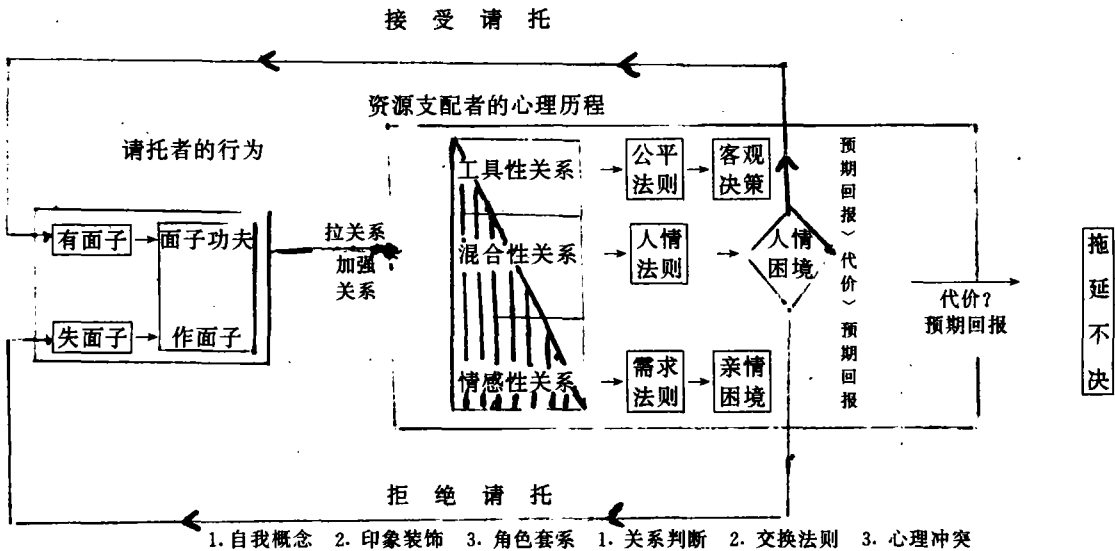 接受请托
资源支配者的心理历程
请托者的行为
有面子
面子功夫
失面子
作面子
拉关系
加强
关系
工具性关系
公平
法则
客观
决策
混合性关系
人情
法则
人情
困境
情感性关系
需求
法则
亲情
困境
预期回报〉代价〉预期回报
代价?
预期回报
拖延不决
拒绝请托
1.自我概念 2.印象装饰 3.角色套系 1.关系判断 2.交换法则 3.心理冲突